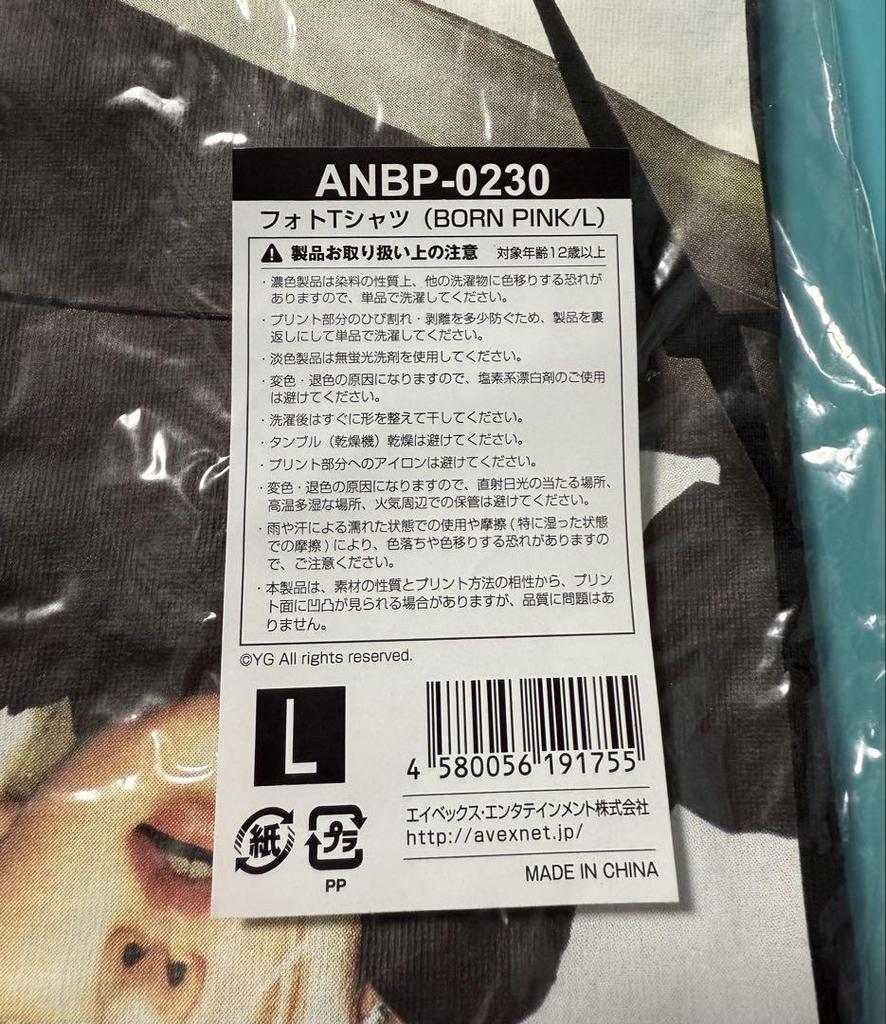 ANBP-0230
フォトTシャツ（BORN PINK/L）
製品お取り扱い上の注意 対象年齢12歳以上
・濃色製品は染料の性質上、他の洗濯物に色移りする恐れが
ありますので、単品で洗濯してください。
・プリント部分のひび割れ・剥離を多少防ぐため、製品を裏
返しにして単品で洗濯してください。
・淡色製品は無蛍光洗剤を使用してください。
・変色・退色の原因になりますので、塩素系漂白剤のご使用
は避けてください。
・洗濯後はすぐに形を整えて干してください。
・タンブル（乾燥機）乾燥は避けてください。
・プリント部分へのアイロンは避けてください。
・変色・退色の原因になりますので、直射日光の当たる場所、
高温多湿な場所、火気周辺での保管は避けてください。
・雨や汗による濡れた状態での使用や摩擦(特に湿った状態
での摩擦)により、色落ちや色移りする恐れがありますの
で、ご注意ください。
・本製品は、素材の性質とプリント方法の相性から、プリン
ト面に凹凸が見られる場合がありますが、品質に問題はあ
りません。
©YG All rights reserved.
L
4 580056 191755
紙 プラ
PP
エイベックス・エンタテインメント株式会社
http://avexnet.jp/
MADE IN CHINA